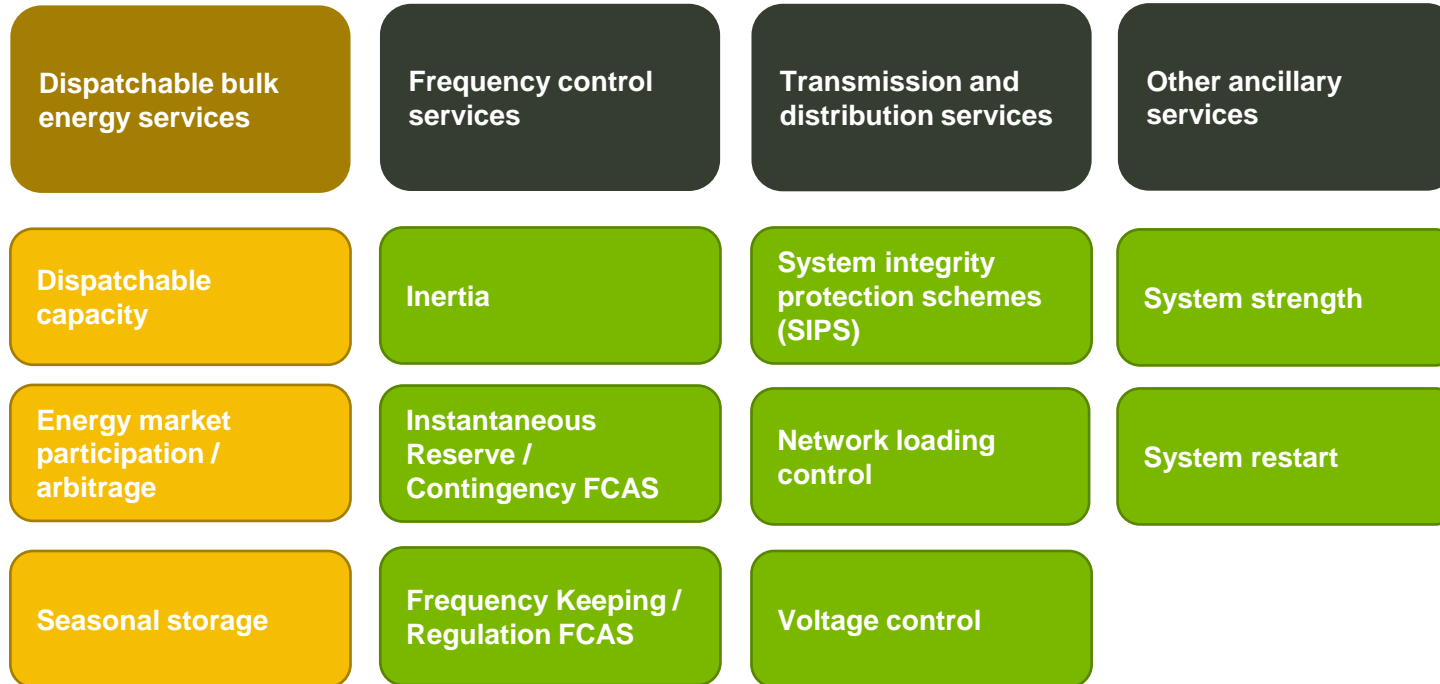 Dispatchable bulk
energy services
Frequency control
services
Transmission and
distribution services
Other ancillary
services
Dispatchable
capacity
Inertia
System integrity
protection schemes
(SIPS)
System strength
Energy market
participation /
arbitrage
Instantaneous
Reserve /
Contingency FCAS
Network loading
control
System restart
Seasonal storage
Frequency Keeping /
Regulation FCAS
Voltage control